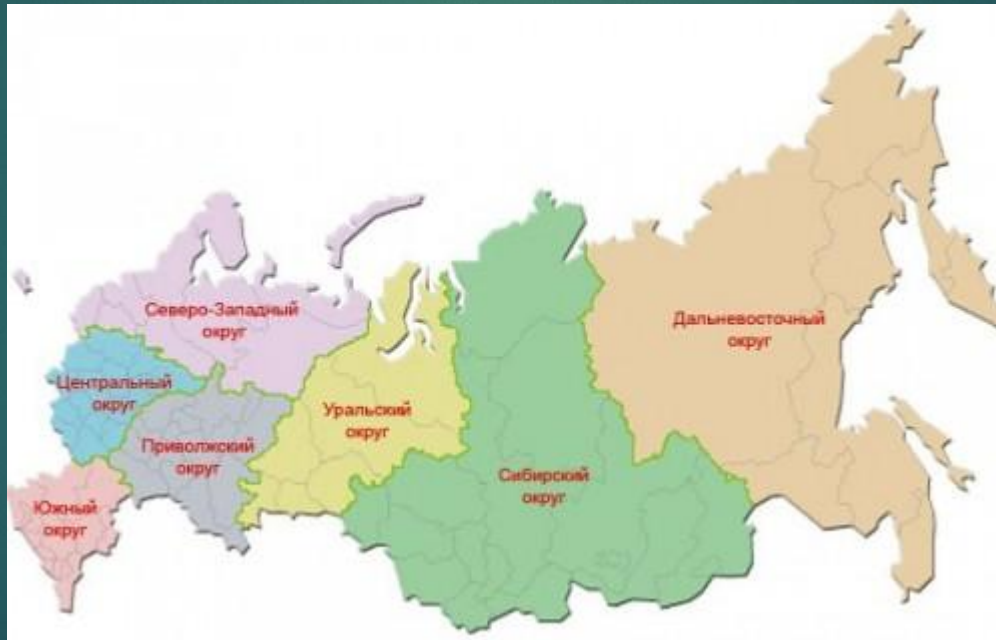 Северо-Западный
округ
Дальневосточный
округ
Центральный
округ
Уральский
округ
Приволжский
округ
Сибирский
округ
Южный
округ